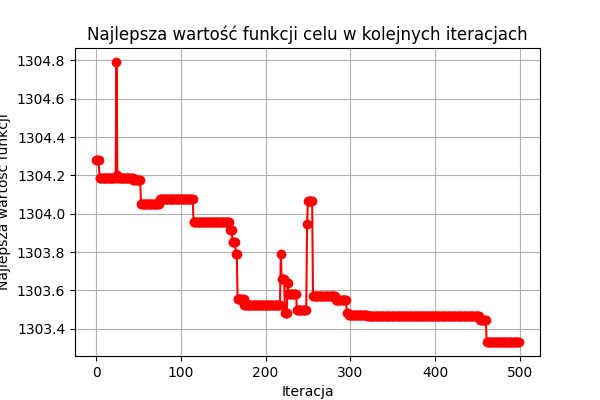 Najlepsza wartość funkcji celu w kolejnych iteracjach
Najlepsza wartość funkcji
1304.8
1304.6
1304.4
1304.2
1304.0
1303.8
1303.6
1303.4
0 100 200 300 400 500
Iteracja